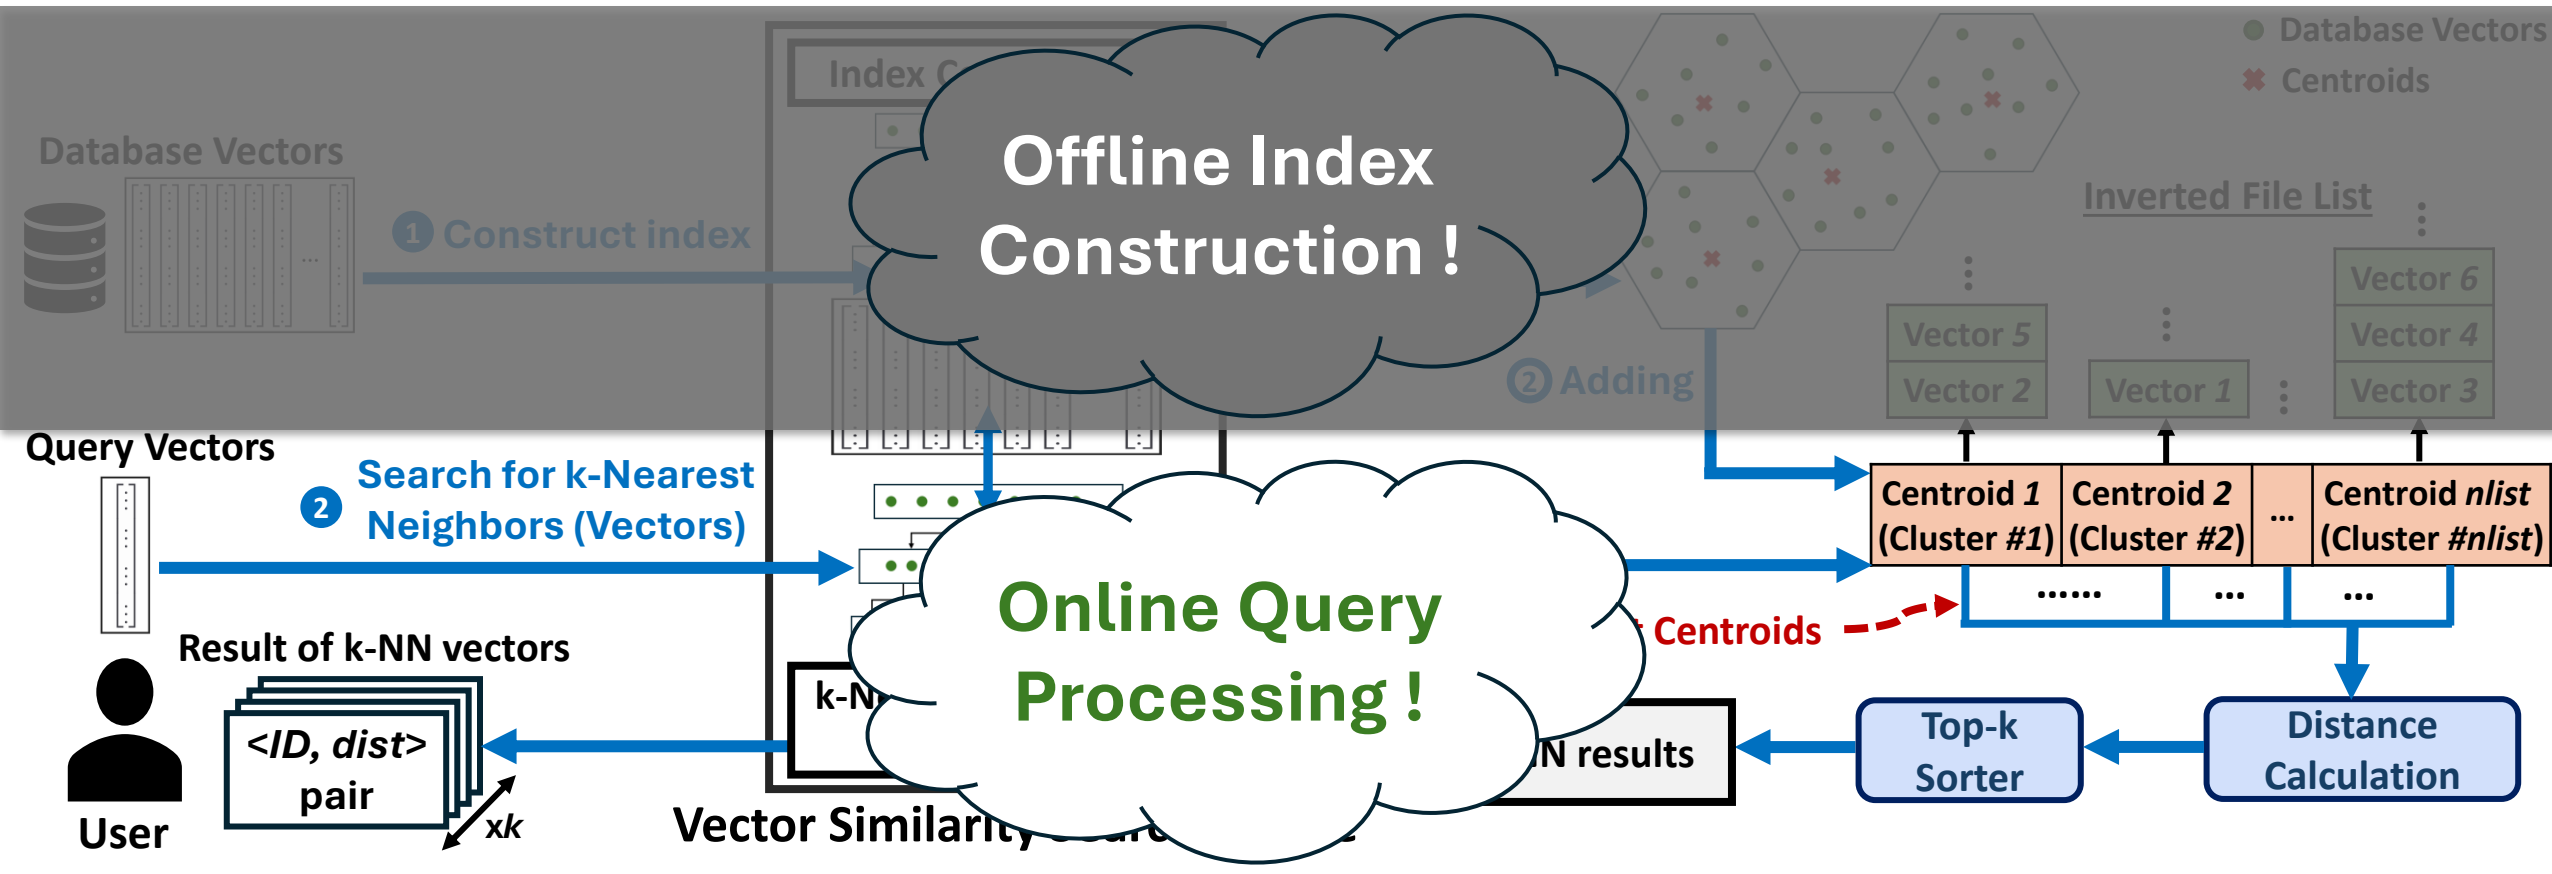 Index
Offline Index
Construction !
Database Vectors
Centroids
Database Vectors
1 Construct index
Inverted File List
Vector 5
Vector 2
Vector 1
Vector 6
Vector 4
Vector 3
2 Adding
Query Vectors
2 Search for k-Nearest
Neighbors (Vectors)
Online Query
Processing !
Centroid 1
(Cluster #1)
Centroid 2
(Cluster #2)
...
Centroid nlist
(Cluster #nlist)
......
...
...
Centroids
Result of k-NN vectors
<ID, dist>
pair
xk
User
Vector Similarity
results
Top-k
Sorter
Distance
Calculation